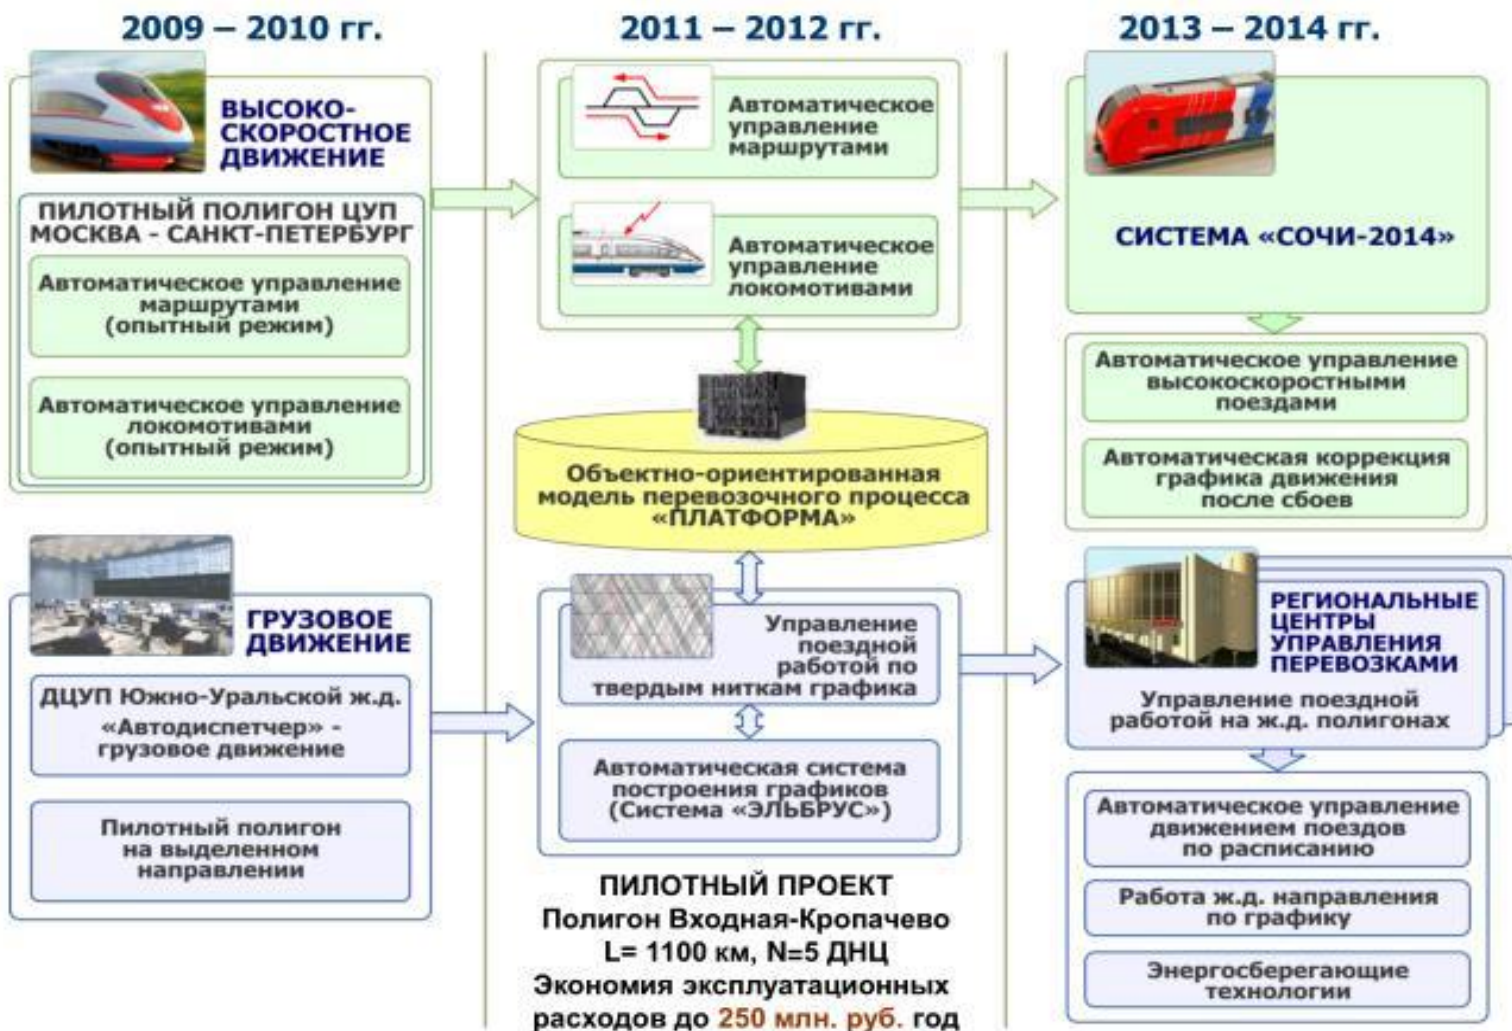 2009 – 2010 гг.
2011 – 2012 гг.
2013 – 2014 гг.
ВЫСОКО-
СКОРОСТНОЕ
ДВИЖЕНИЕ
ПИЛОТНЫЙ ПОЛИГОН ЦУП
МОСКВА - САНКТ-ПЕТЕРБУРГ
Автоматическое управление
маршрутами
(опытный режим)
Автоматическое управление
локомотивами
(опытный режим)
ГРУЗОВОЕ
ДВИЖЕНИЕ
ДЦУП Южно-Уральской ж.д.
«Автодиспетчер» -
грузовое движение
Пилотный полигон
на выделенном
направлении
Автоматическое
управление
маршрутами
Автоматическое
управление
локомотивами
Объектно-ориентированная
модель перевозочного процесса
«ПЛАТФОРМА»
Управление
поездной
работой по
твердым ниткам графика
Автоматическая система
построения графиков
(Система «ЭЛЬБРУС»)
ПИЛОТНЫЙ ПРОЕКТ
Полигон Входная-Кропачево
L= 1100 км, N=5 ДНЦ
Экономия эксплуатационных
расходов до 250 млн. руб. год
СИСТЕМА «СОЧИ-2014»
Автоматическое управление
высокоскоростными
поездами
Автоматическая коррекция
графика движения
после сбоев
РЕГИОНАЛЬНЫЕ
ЦЕНТРЫ
УПРАВЛЕНИЯ
ПЕРЕВОЗКАМИ
Управление поездной
работой на ж.д. полигонах
Автоматическое управление
движением поездов
по расписанию
Работа ж.д. направления
по графику
Энергосберегающие
технологии